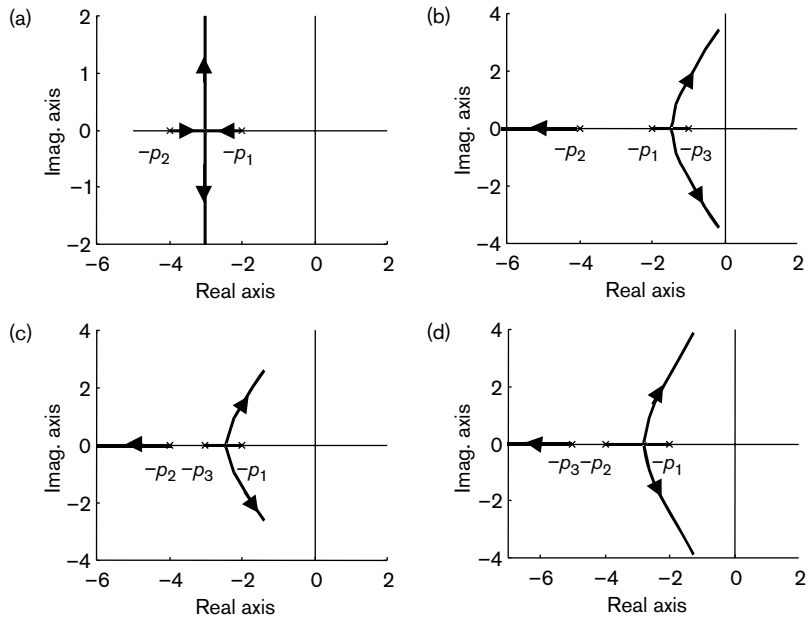 (a)
2
1
0
−1
−2
Imag. axis
−p2
−p1
−6 −4 −2 0 2
Real axis
(b)
4
2
0
−2
−4
Imag. axis
−p2
−p1
−p3
−6 −4 −2 0 2
Real axis
(c)
4
2
0
−2
−4
Imag. axis
−p2 −p3
−p1
−6 −4 −2 0 2
Real axis
(d)
4
2
0
−2
−4
Imag. axis
−p3−p2
−p1
−6 −4 −2 0 2
Real axis